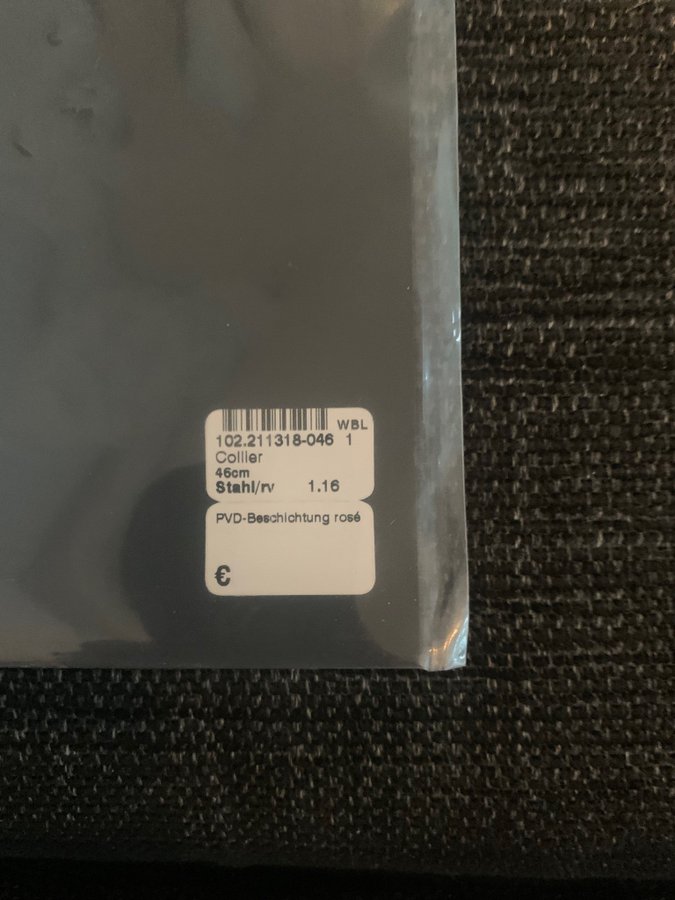 WBL
102.211318-046 1
Collier
46cm
Stahl/rv 1.16
PVD-Beschichtung rosé
€